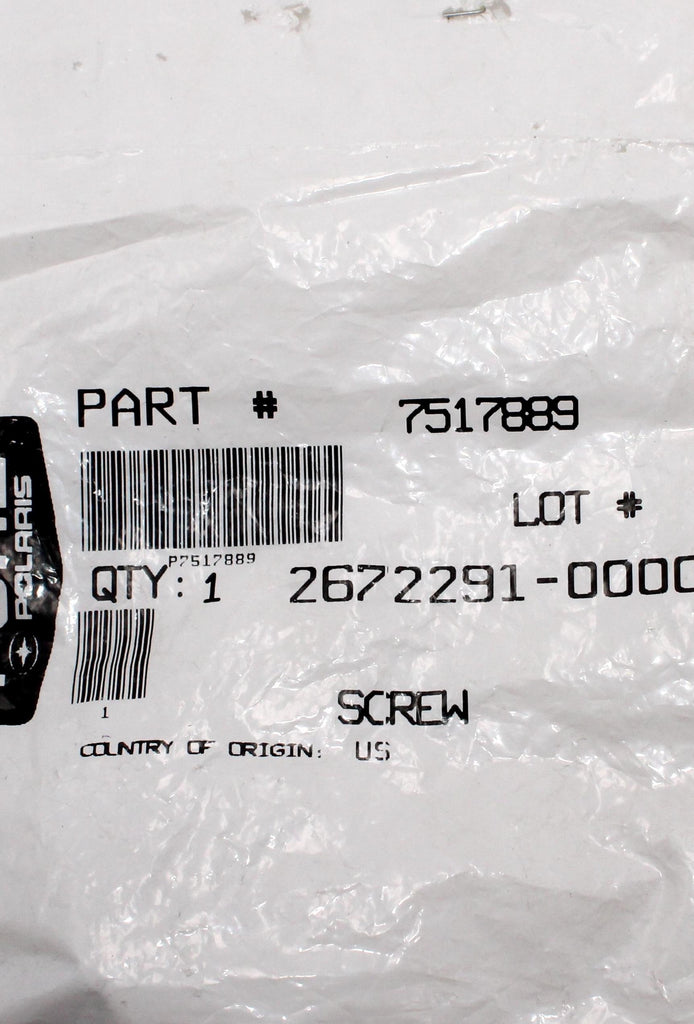 PART # 7517889
P7517889
LOT #
QTY: 1 2672291-0000
1
SCREW
COUNTRY OF ORIGIN: US
POLARIS